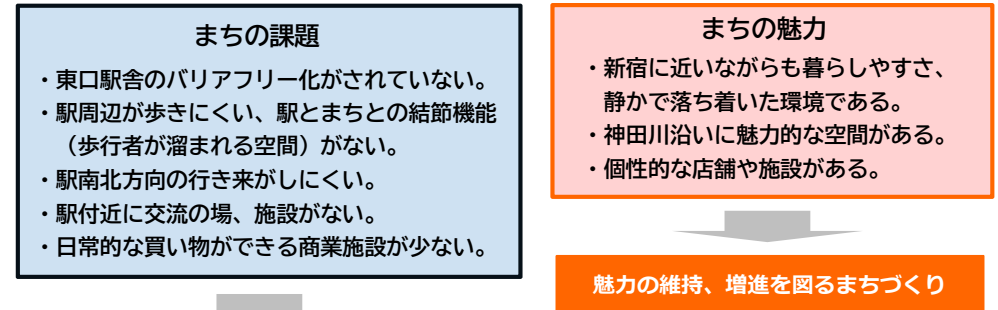 まちの課題
・東口駅舎のバリアフリー化がされていない。
・駅周辺が歩きにくい、駅とまちとの結節機能
（歩行者が溜まれる空間）がない。
・駅南北方向の行き来がしにくい。
・駅付近に交流の場、施設がない。
・日常的な買い物ができる商業施設が少ない。
まちの魅力
・新宿に近いながらも暮らしやすさ、
静かで落ち着いた環境である。
・神田川沿いに魅力的な空間がある。
・個性的な店舗や施設がある。
魅力の維持、増進を図るまちづくり